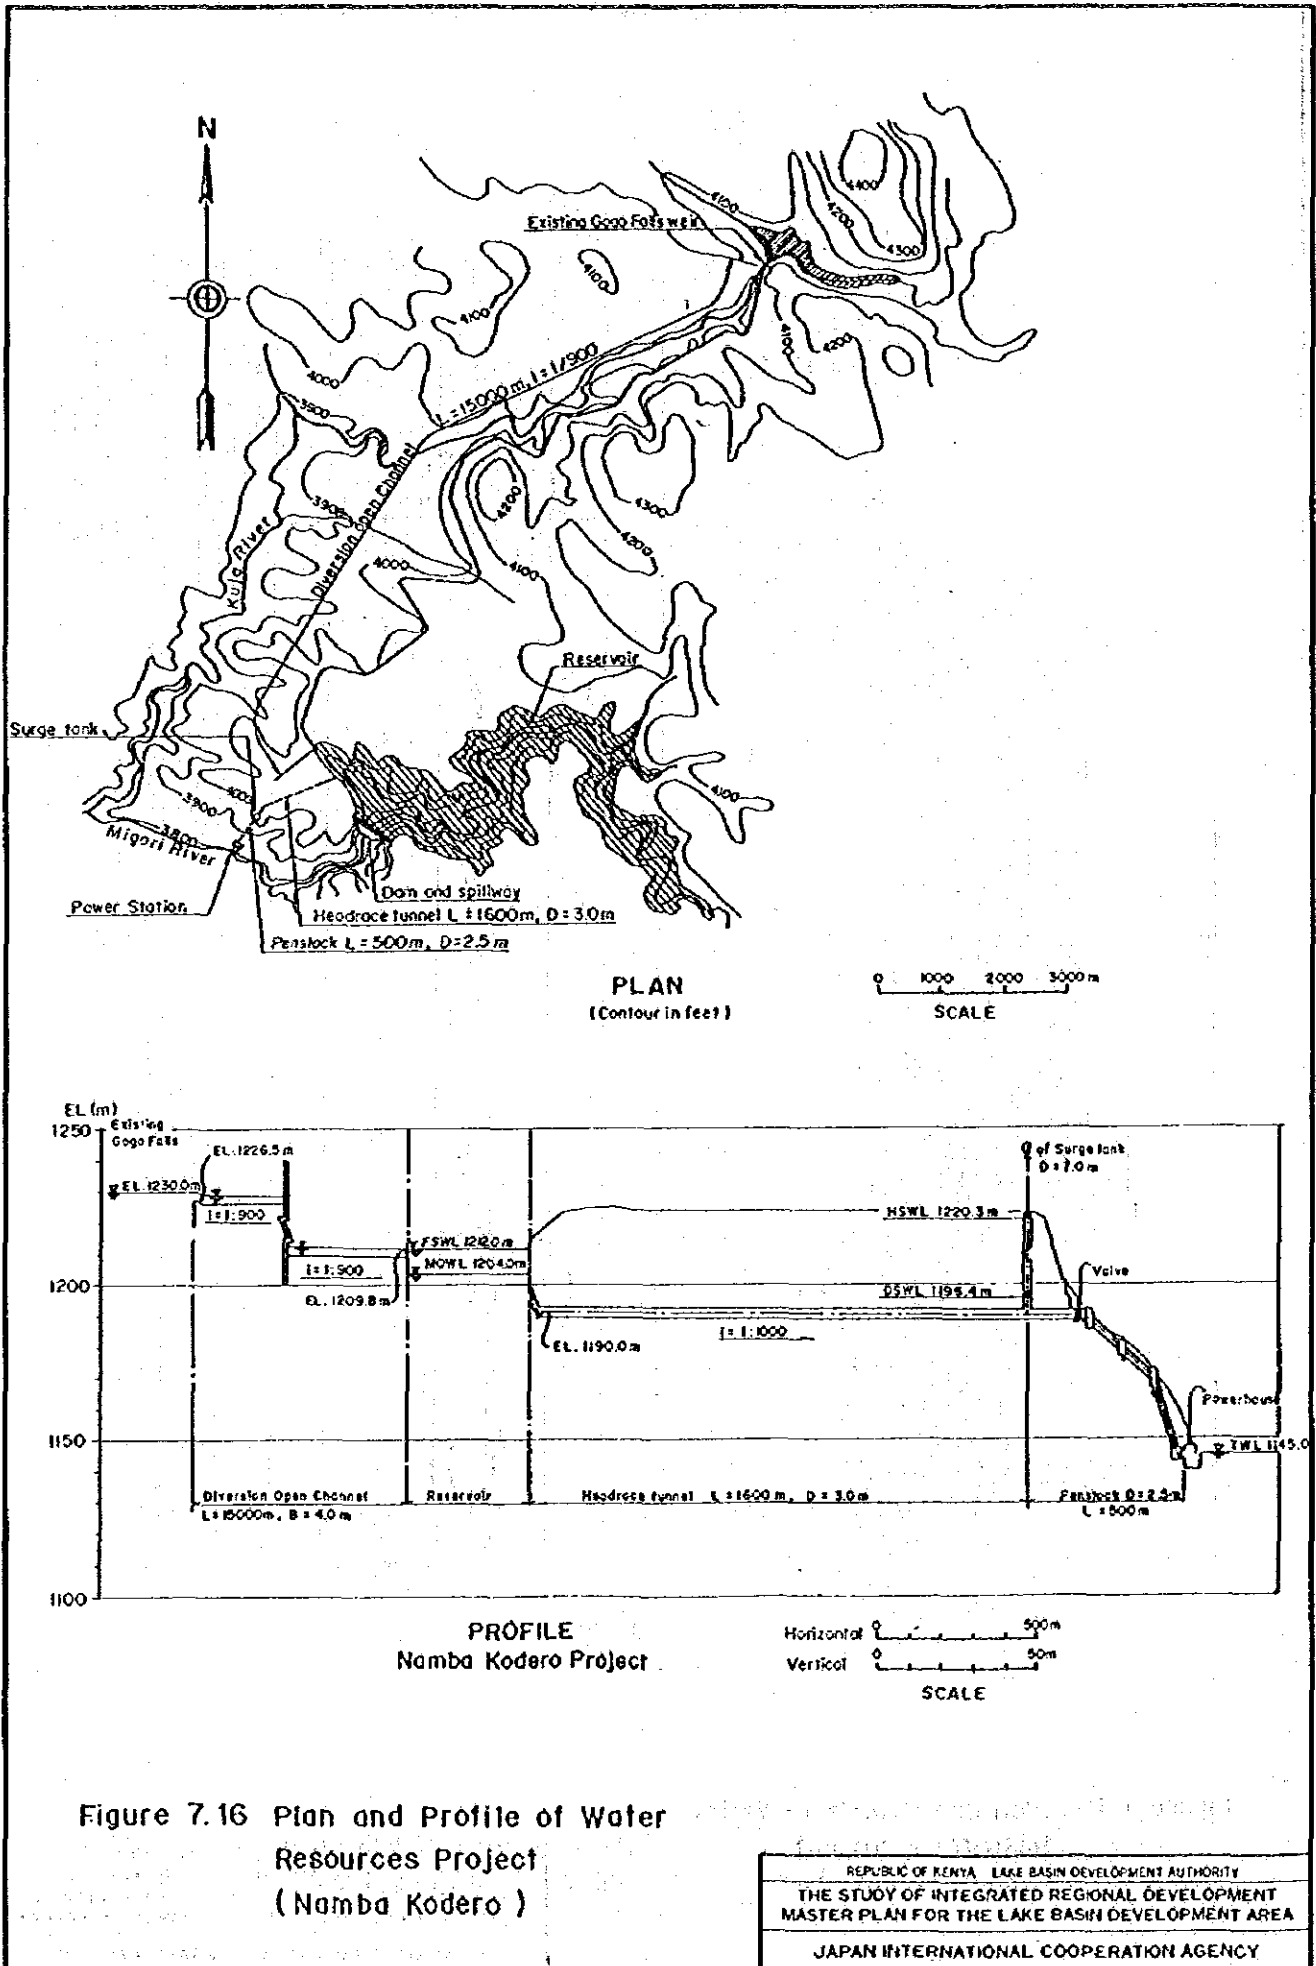 N
4100
4400
4200
4300
Existing Gogo Falls weir
4100
4100
4100
4200
4000
3900
L=15000m, I=1/900
Diversion open Channel
3900
4200
4300
4200
4000
4100
Kuja River
Reservoir
Surge tank
4100
4000
3900
3800
Migori River
Power Station
Dam and spillway
Headrace tunnel L=1600m, D=3.0m
Penstock L=500m, D=2.5m
PLAN
(Contour in feet)
0 1000 2000 3000m
SCALE
EL (m)
1250
Existing
Gogo Falls
EL.1226.5m
EL.1230.0m
I=1:900
FSWL 1212.0m
MOWL 1204.0m
I=1:900
EL.1209.8m
1200
of Surge tank
D=7.0m
HSWL 1220.3m
DSWL 1195.4m
Valve
I=1:1000
EL.1190.0m
Powerhouse
1150
TWL 1145.0
Diversion Open Channel
L=15000m, B=4.0m
Reservoir
Headrace tunnel L=1600m, D=3.0m
Penstock D=2.5m
L=500m
1100
PROFILE
Namba Kodero Project
Horizontal 0 500m
Vertical 0 50m
SCALE
Figure 7.16 Plan and Profile of Water
Resources Project
(Namba Kodero)
REPUBLIC OF KENYA LAKE BASIN DEVELOPMENT AUTHORITY
THE STUDY OF INTEGRATED REGIONAL DEVELOPMENT
MASTER PLAN FOR THE LAKE BASIN DEVELOPMENT AREA
JAPAN INTERNATIONAL COOPERATION AGENCY